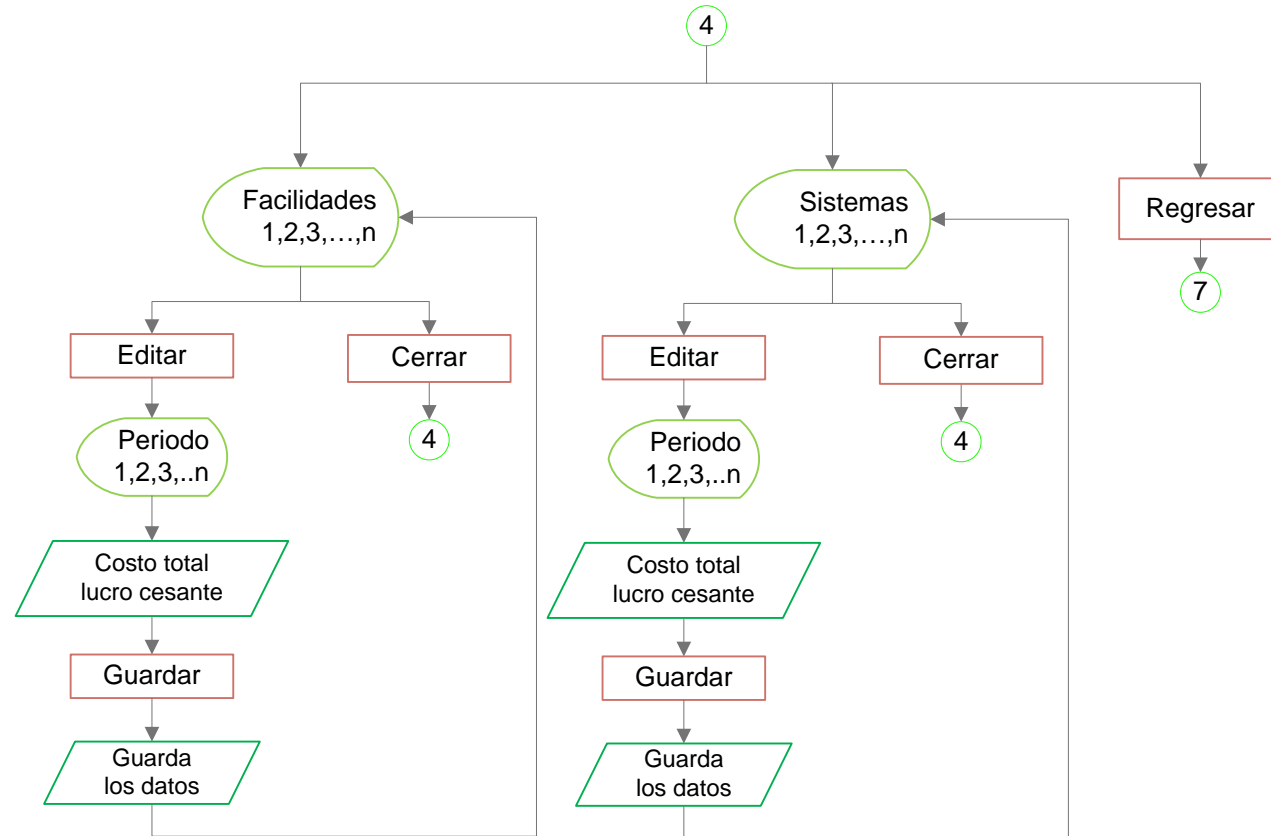 4
Facilidades
1,2,3,…,n
Sistemas
1,2,3,…,n
Regresar
7
Editar
Cerrar
Editar
Cerrar
Periodo
1,2,3,..n
4
Periodo
1,2,3,..n
4
Costo total
lucro cesante
Costo total
lucro cesante
Guardar
Guardar
Guarda
los datos
Guarda
los datos